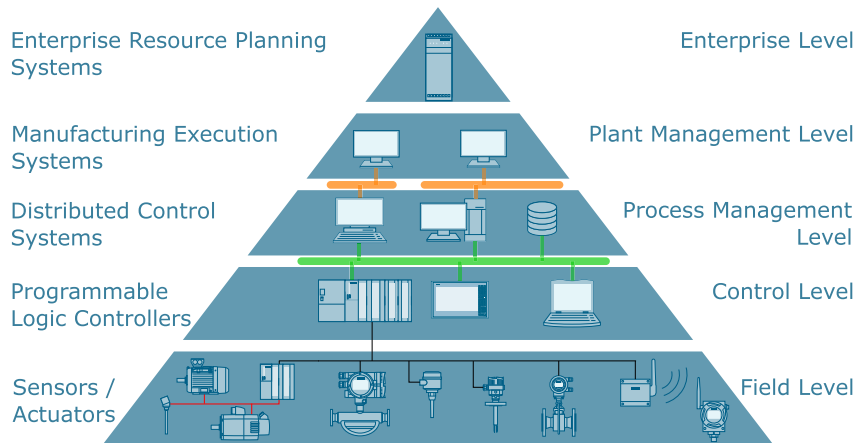 Enterprise Resource Planning
Systems
Enterprise Level
Manufacturing Execution
Systems
Plant Management Level
Distributed Control
Systems
Process Management
Level
Programmable
Logic Controllers
Control Level
Sensors /
Actuators
Field Level